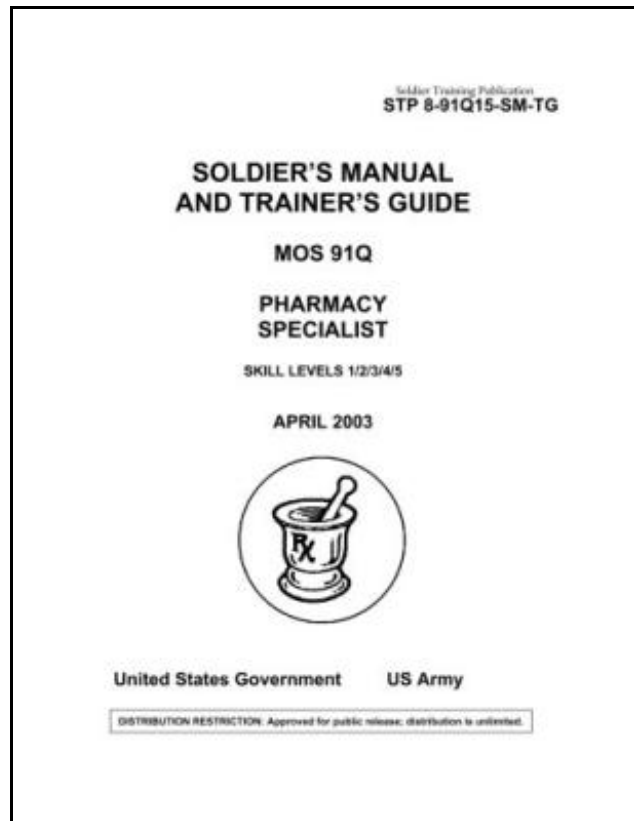 Soldier Training Publication
STP 8-91Q15-SM-TG
SOLDIER'S MANUAL
AND TRAINER'S GUIDE
MOS 91Q
PHARMACY
SPECIALIST
SKILL LEVELS 1/2/3/4/5
APRIL 2003
Rx
United States Government US Army
DISTRIBUTION RESTRICTION: Approved for public release; distribution is unlimited.